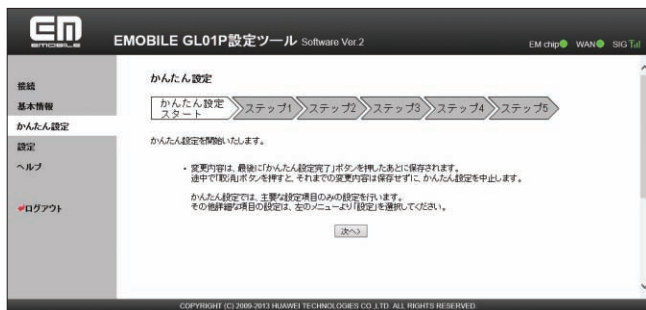 EM
EMOBILE
EMOBILE GL01P設定ツール Software Ver.2
EM chip WAN SIG
接続
基本情報
かんたん設定
設定
ヘルプ
ログアウト
かんたん設定
かんたん設定
スタート
ステップ1
ステップ2
ステップ3
ステップ4
ステップ5
かんたん設定を開始いたします。
・変更内容は、最後に「かんたん設定完了」ボタンを押したあとに保存されます。
途中で「取消」ボタンを押すと、それまでの変更内容は保存せずに、かんたん設定を中止します。
かんたん設定では、主要な設定項目のみの設定を行います。
その他詳細な項目の設定は、左のメニューより「設定」を選択してください。
次へ>
COPYRIGHT (C) 2009-2013 HUAWEI TECHNOLOGIES CO.,LTD. ALL RIGHTS RESERVED.